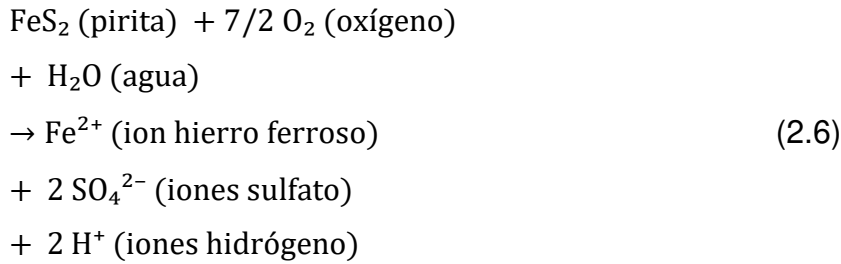 FeS₂ (pirita) + 7/2 O₂ (oxígeno)
+ H₂O (agua)
→ Fe²⁺ (ion hierro ferroso) (2.6)
+ 2 SO₄²⁻ (iones sulfato)
+ 2 H⁺ (iones hidrógeno)